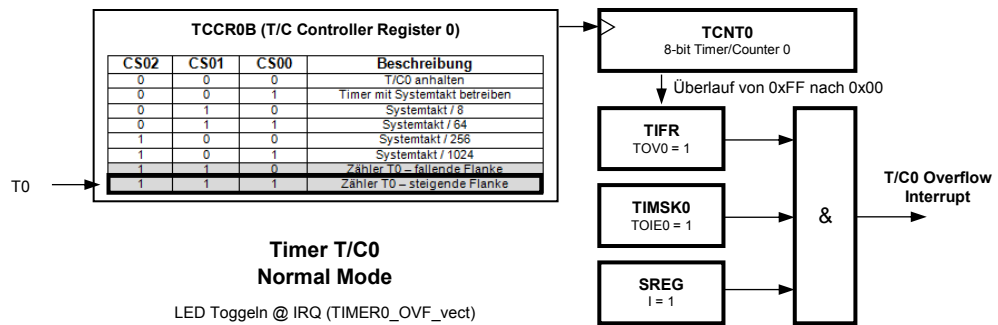 TCCR0B (T/C Controller Register 0)
CS02 CS01 CS00 Beschreibung
0 0 0 T/C0 anhalten
0 0 1 Timer mit Systemtakt betreiben
0 1 0 Systemtakt / 8
0 1 1 Systemtakt / 64
1 0 0 Systemtakt / 256
1 0 1 Systemtakt / 1024
1 1 0 Zähler T0 – fallende Flanke
1 1 1 Zähler T0 – steigende Flanke
T0
TCNT0
8-bit Timer/Counter 0
Überlauf von 0xFF nach 0x00
TIFR
TOV0 = 1
TIMSK0
TOIE0 = 1
SREG
I = 1
&
T/C0 Overflow
Interrupt
Timer T/C0
Normal Mode
LED Toggeln @ IRQ (TIMER0_OVF_vect)